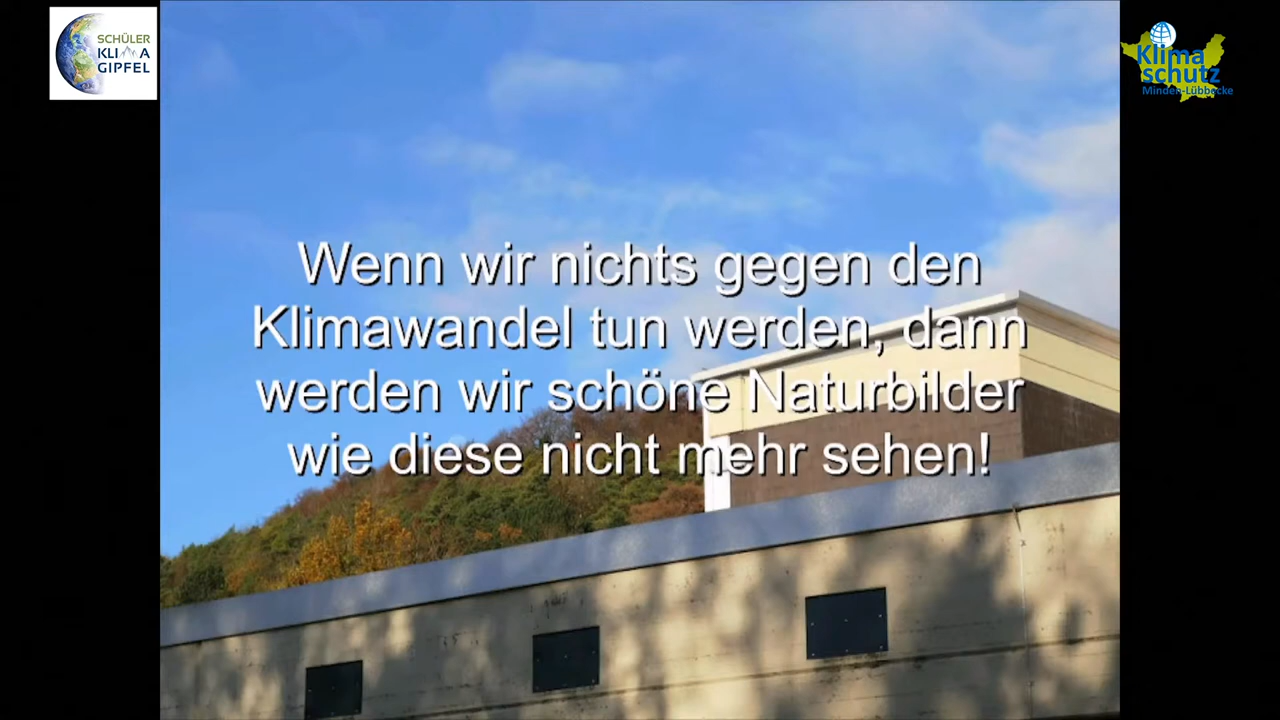 SCHÜLER
KLIMA
GIPFEL
Klima
schutz
Minden-Lübbecke
Wenn wir nichts gegen den
Klimawandel tun werden, dann
werden wir schöne Naturbilder
wie diese nicht mehr sehen!